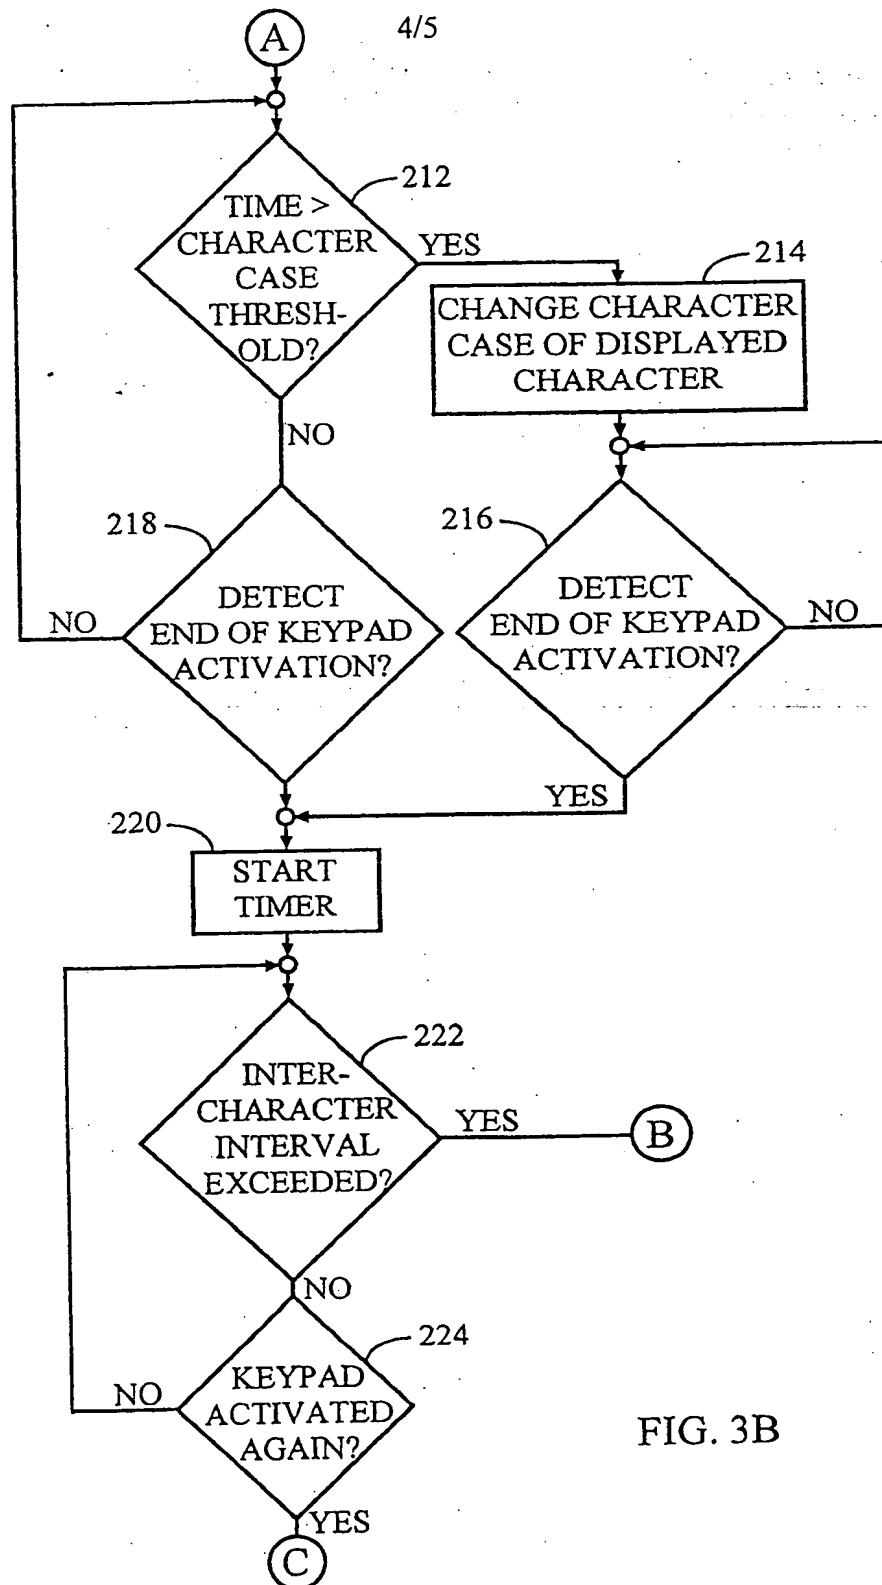 4/5
A
212
TIME >
CHARACTER
CASE
THRESH-
OLD?
YES
214
CHANGE CHARACTER
CASE OF DISPLAYED
CHARACTER
NO
218
DETECT
END OF KEYPAD
ACTIVATION?
NO
216
DETECT
END OF KEYPAD
ACTIVATION?
NO
YES
220
START
TIMER
222
INTER-
CHARACTER
INTERVAL
EXCEEDED?
YES
B
NO
224
KEYPAD
ACTIVATED
AGAIN?
NO
YES
C
FIG. 3B